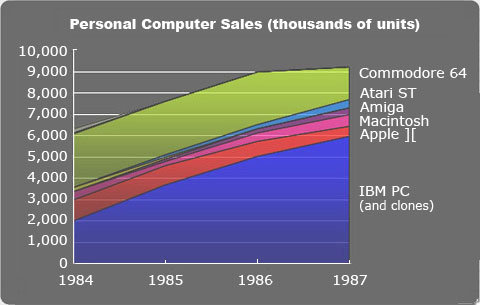 Personal Computer Sales (thousands of units)
10,000
9,000
8,000
7,000
6,000
5,000
4,000
3,000
2,000
1,000
0
Commodore 64
Atari ST
Amiga
Macintosh
Apple ][
IBM PC
(and clones)
1984 1985 1986 1987